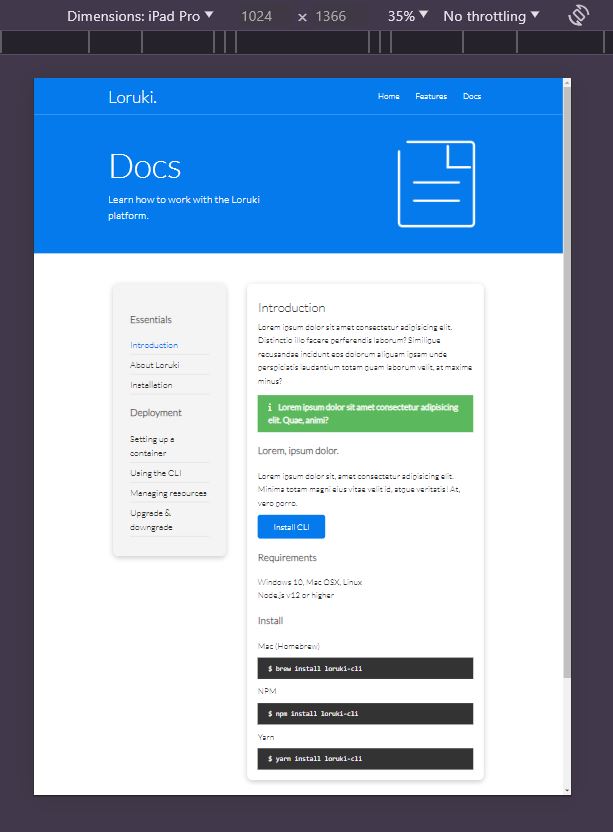 Dimensions: iPad Pro 1024 × 1366 35% No throttling
Loruki.
Home Features Docs
Docs
Learn how to work with the Loruki
platform.
Essentials
Introduction
About Loruki
Installation
Deployment
Setting up a
container
Using the CLI
Managing resources
Upgrade &
downgrade
Introduction
Lorem ipsum dolor sit amet consectetur adipisicing elit.
Distinctio illo facere perferendis laborum? Similique
recusandae incidunt eos dolorum aliquam ipsam unde
perspiciatis laudantium totam quam laborum velit, at maxime
minus?
i Lorem ipsum dolor sit amet consectetur adipisicing
elit. Quae, animi?
Lorem, ipsum dolor.
Lorem ipsum dolor sit, amet consectetur adipisicing elit.
Minima totam magni eius vitae velit id, atque veritatis! At,
vero porro.
Install CLI
Requirements
Windows 10, Mac OSX, Linux
Node.js v12 or higher
Install
Mac (Homebrew)
$ brew install loruki-cli
NPM
$ npm install loruki-cli
Yarn
$ yarn install loruki-cli